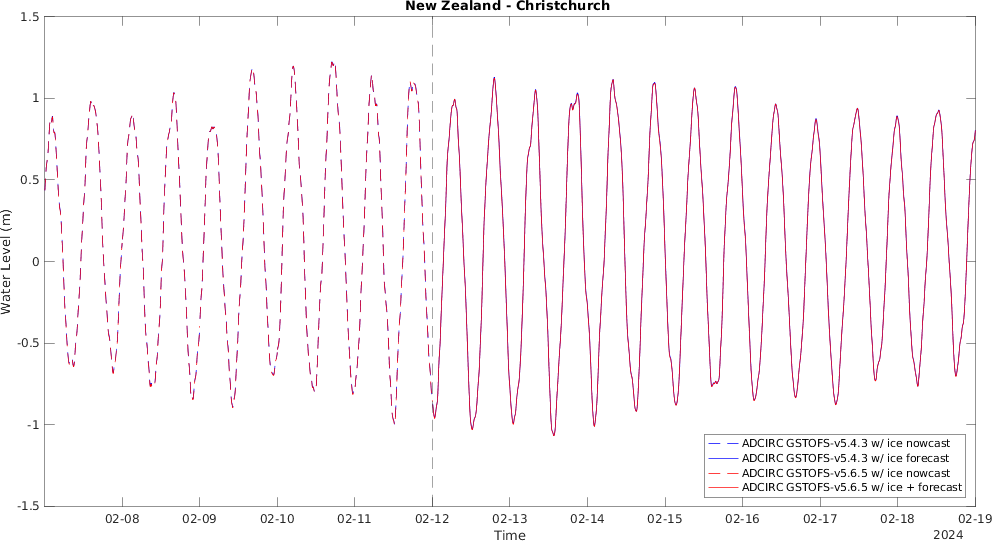 New Zealand - Christchurch
1.5
1
0.5
0
-0.5
-1
-1.5
Water Level (m)
02-08 02-09 02-10 02-11 02-12 02-13 02-14 02-15 02-16 02-17 02-18 02-19
Time
2024
ADCIRC GSTOFS-v5.4.3 w/ ice nowcast
ADCIRC GSTOFS-v5.4.3 w/ ice forecast
ADCIRC GSTOFS-v5.6.5 w/ ice nowcast
ADCIRC GSTOFS-v5.6.5 w/ ice + forecast